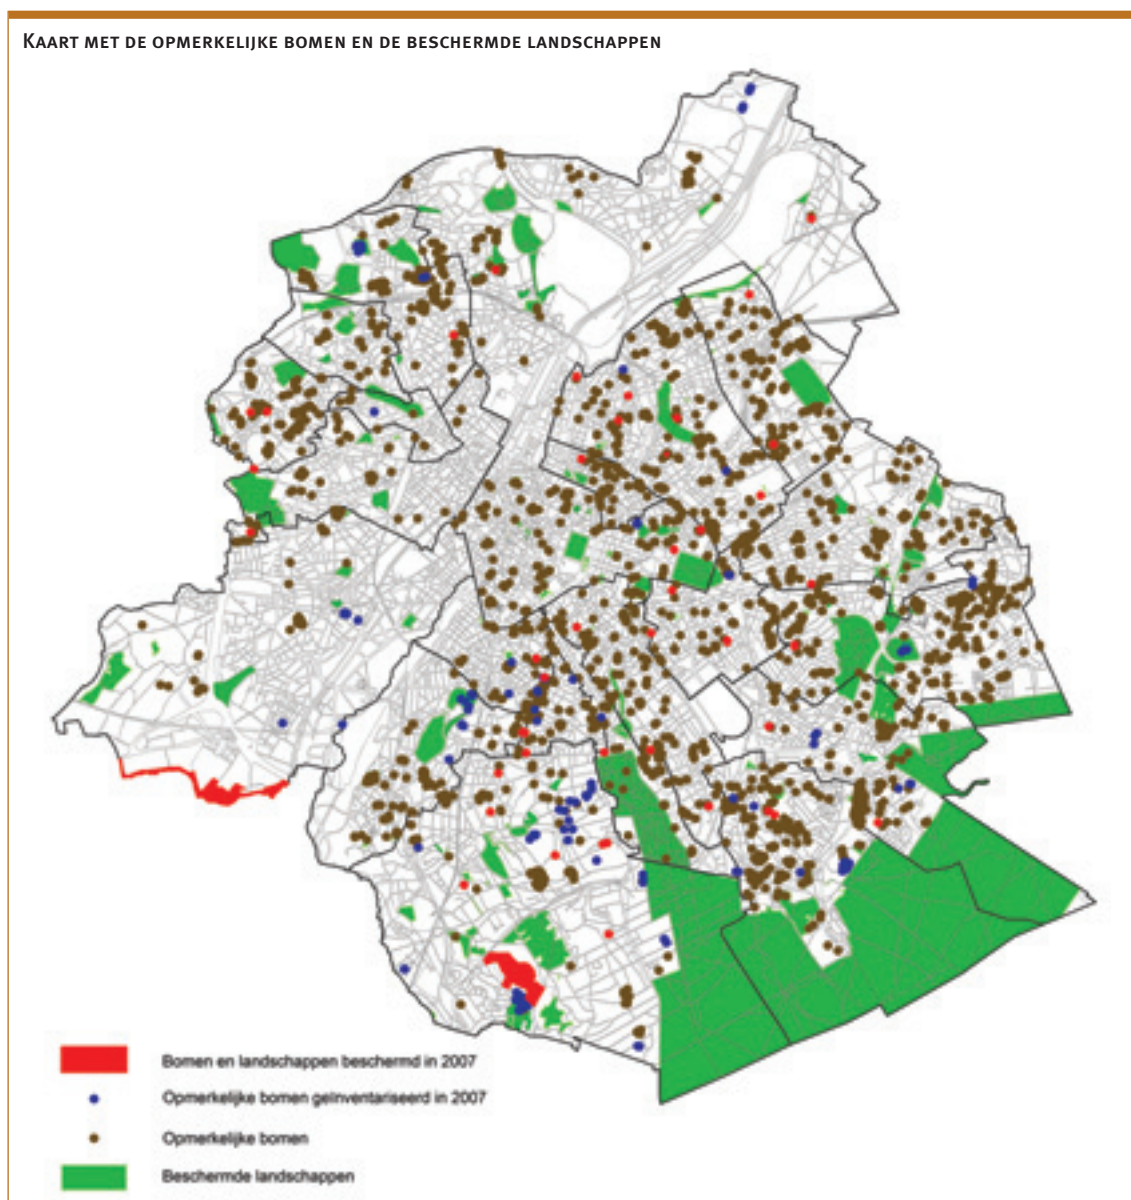 Kaart met de opmerkelijke bomen en de beschermde landschappen
Bomen en landschappen beschermd in 2007
Opmerkelijke bomen geïnventariseerd in 2007
Opmerkelijke bomen
Beschermde landschappen